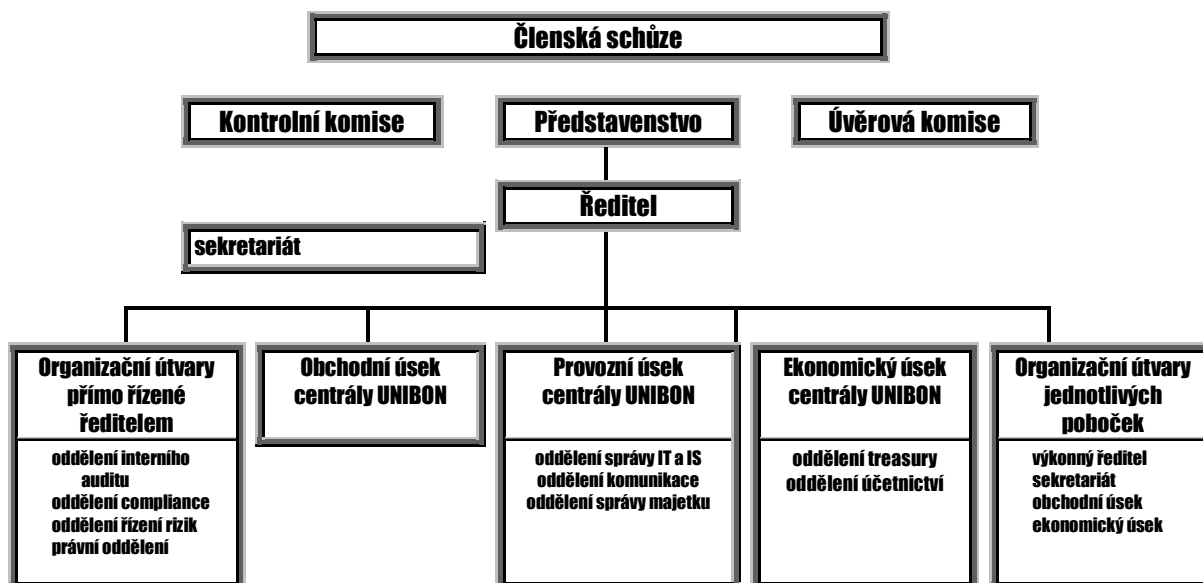 Členská schůze
Kontrolní komise
Představenstvo
Úvěrová komise
Ředitel
sekretariát
Organizační útvary
přímo řízené
ředitelem
oddělení interního
auditu
oddělení compliance
oddělení řízení rizik
právní oddělení
Obchodní úsek
centrály UNIBON
Provozní úsek
centrály UNIBON
oddělení správy IT a IS
oddělení komunikace
oddělení správy majetku
Ekonomický úsek
centrály UNIBON
oddělení treasury
oddělení účetnictví
Organizační útvary
jednotlivých
poboček
výkonný ředitel
sekretariát
obchodní úsek
ekonomický úsek